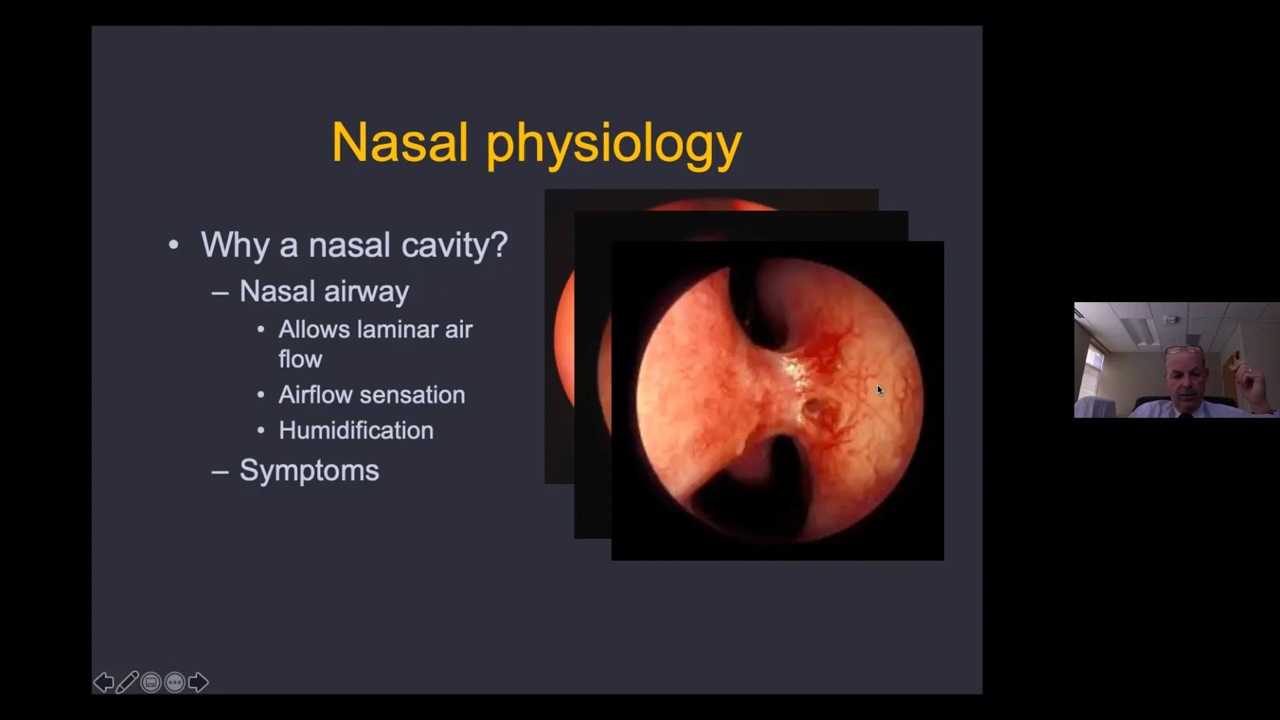 Nasal physiology
• Why a nasal cavity?
– Nasal airway
• Allows laminar air
flow
• Airflow sensation
• Humidification
– Symptoms